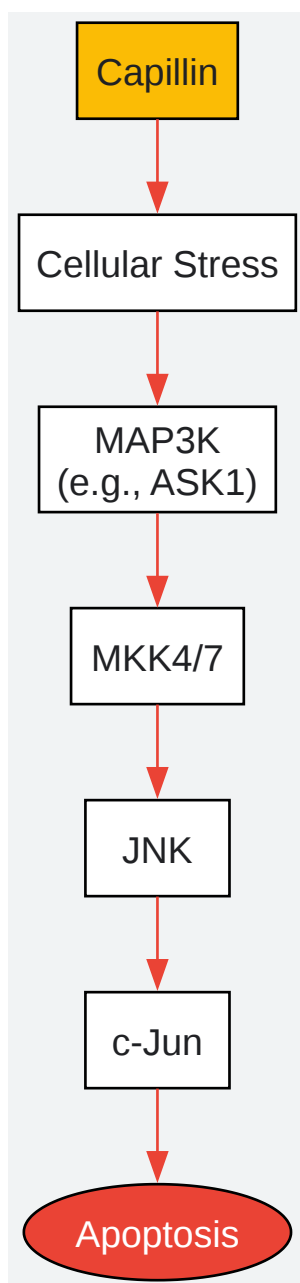 Capillin
Cellular Stress
MAP3K
(e.g., ASK1)
MKK4/7
JNK
c-Jun
Apoptosis